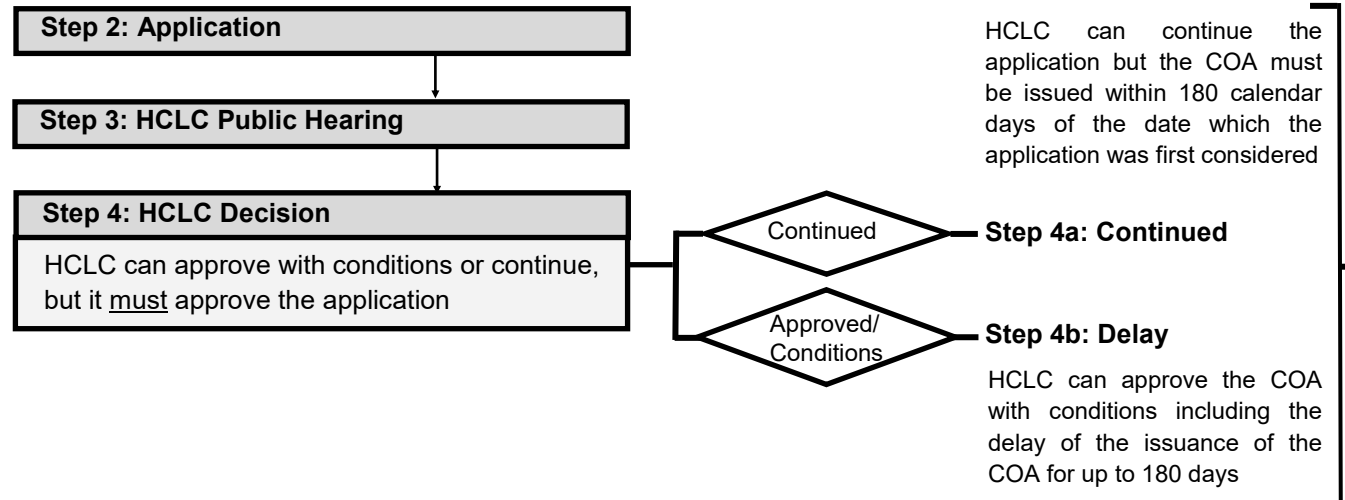 Step 2: Application
Step 3: HCLC Public Hearing
Step 4: HCLC Decision
HCLC can approve with conditions or continue,
but it must approve the application
HCLC can continue the
application but the COA must
be issued within 180 calendar
days of the date which the
application was first considered
Continued
Step 4a: Continued
Approved/
Conditions
Step 4b: Delay
HCLC can approve the COA
with conditions including the
delay of the issuance of the
COA for up to 180 days